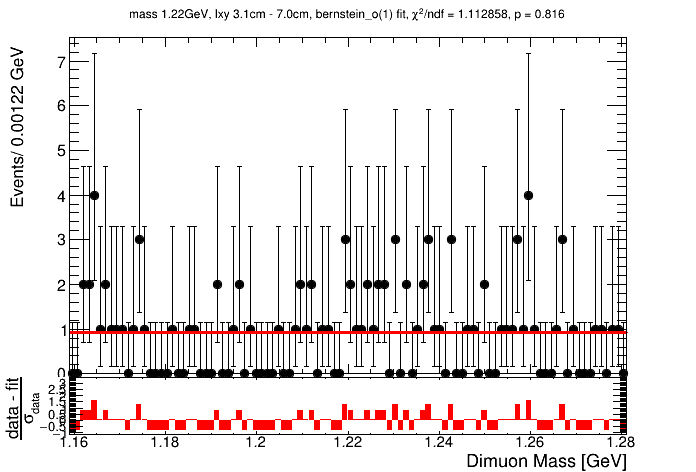 mass 1.22GeV, lxy 3.1cm - 7.0cm, bernstein_o(1) fit, χ²/ndf = 1.112858, p = 0.816
Events/ 0.00122 GeV
7
6
5
4
3
2
1
0
data - fit
σdata
1.16 1.18 1.2 1.22 1.24 1.26 1.28
Dimuon Mass [GeV]